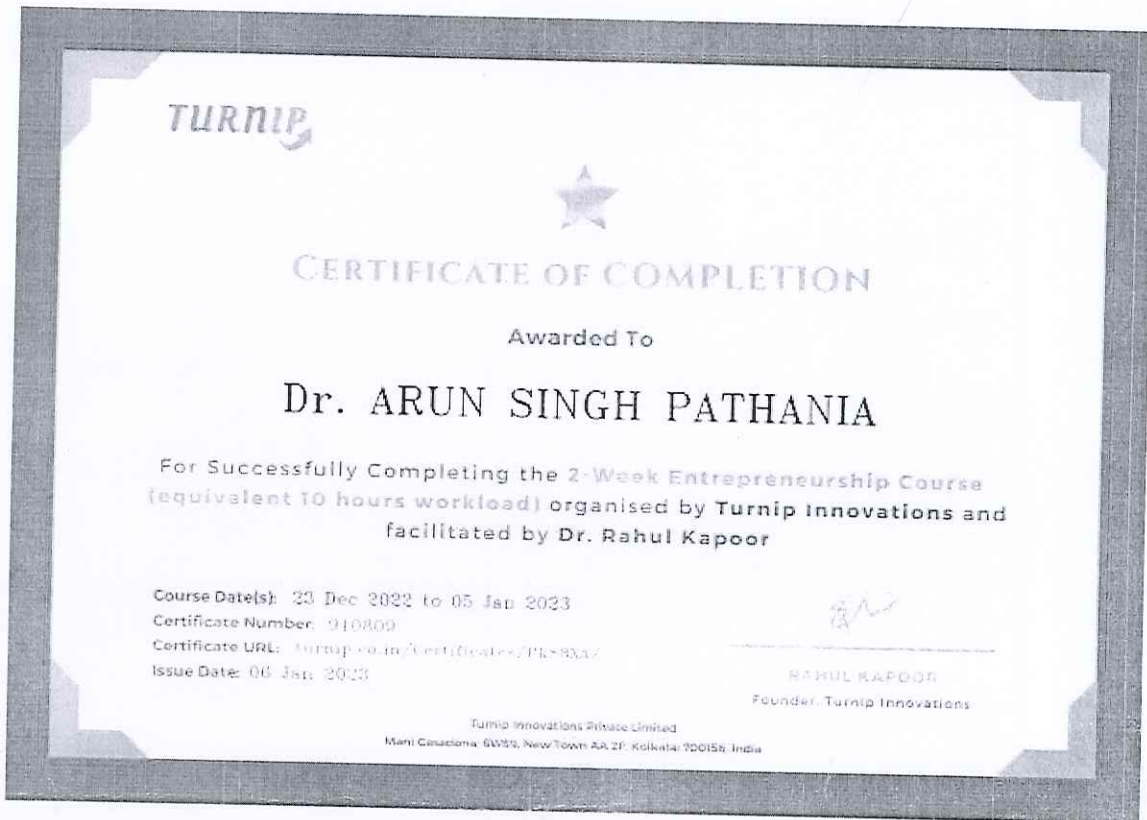 TURNIP
CERTIFICATE OF COMPLETION
Awarded To
Dr. ARUN SINGH PATHANIA
For Successfully Completing the 2-Week Entrepreneurship Course
(equivalent 10 hours workload) organised by Turnip Innovations and
facilitated by Dr. Rahul Kapoor
Course Date(s): 23 Dec 2022 to 05 Jan 2023
Certificate Number: 910809
Certificate URL:
Issue Date: 06 Jan 2023
RAHUL KAPOOR
Founder, Turnip Innovations
Turnip Innovations Private Limited
Mani Casadona, New Town AA 2F, Kolkata: 700156, India